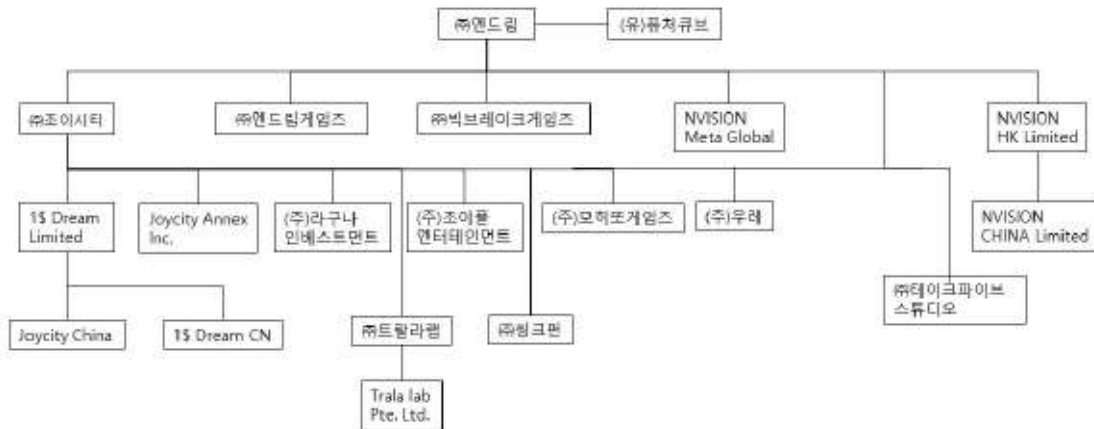 ㈜엔드림
(유)퓨처큐브
㈜조이시티
㈜엔드림게임즈
㈜빅브레이크게임즈
NVISION
Meta Global
NVISION
HK Limited
1$ Dream
Limited
Joycity Annex
Inc.
(주)라구나
인베스트먼트
(주)조이플
엔터테인먼트
(주)모히또게임즈
(주)우레
NVISION
CHINA Limited
㈜테이크파이브
스튜디오
Joycity China
1$ Dream CN
㈜트랄라랩
㈜씽크펀
Trala lab
Pte. Ltd.